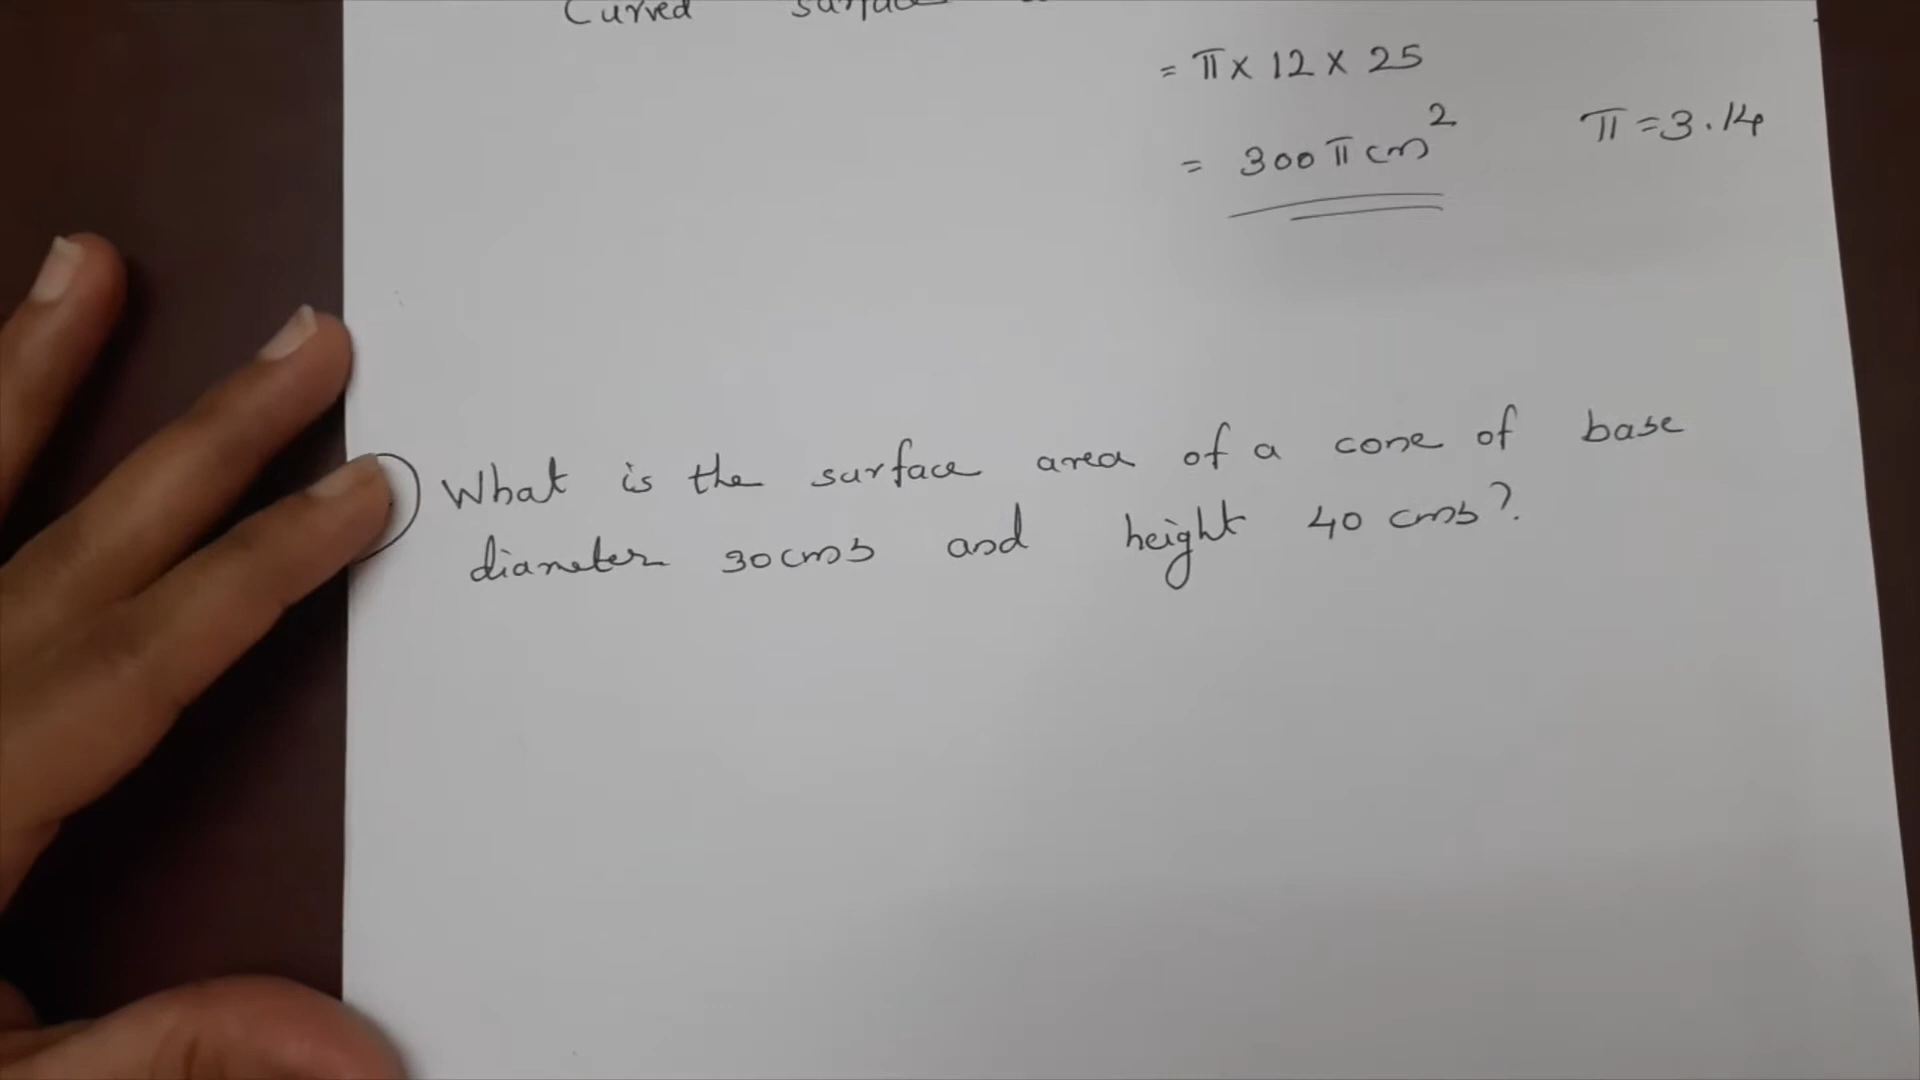 Curved
= π × 12 × 25
= 300 π cm²
π = 3.14
What is the surface area of a cone of base
diameter 30 cms and height 40 cms?